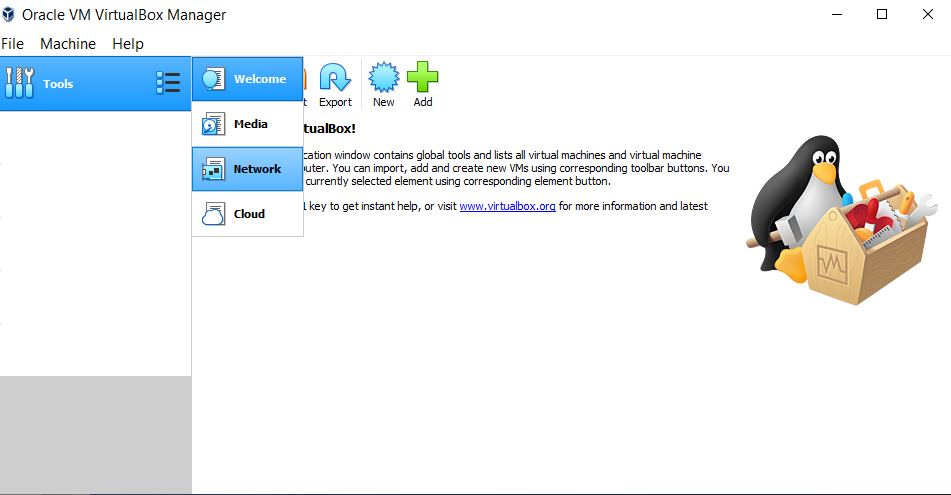 Oracle VM VirtualBox Manager
File Machine Help
Tools
Welcome
Media
Network
Cloud
t Export New Add
tualBox!
cation window contains global tools and lists all virtual machines and virtual machine
uter. You can import, add and create new VMs using corresponding toolbar buttons. You
currently selected element using corresponding element button.
key to get instant help, or visit www.virtualbox.org for more information and latest